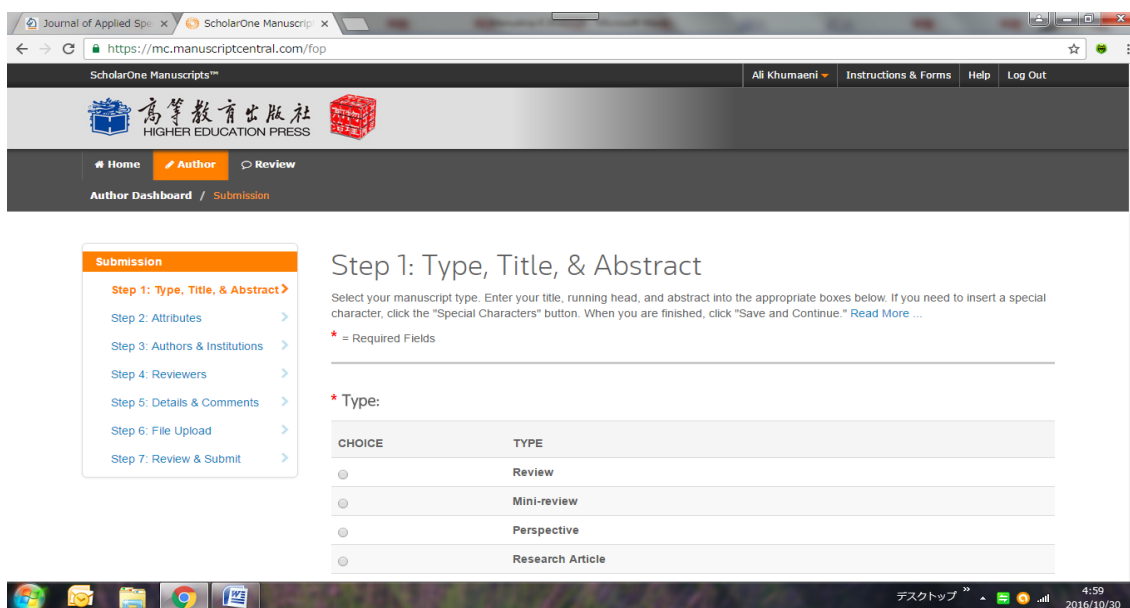 Journal of Applied Spe
ScholarOne Manuscrip
https://mc.manuscriptcentral.com/fop
ScholarOne Manuscripts™
Ali Khumaeni
Instructions & Forms
Help
Log Out
高等教育出版社
HIGHER EDUCATION PRESS
Home
Author
Review
Author Dashboard / Submission
Submission
Step 1: Type, Title, & Abstract
Step 2: Attributes
Step 3: Authors & Institutions
Step 4: Reviewers
Step 5: Details & Comments
Step 6: File Upload
Step 7: Review & Submit
Step 1: Type, Title, & Abstract
Select your manuscript type. Enter your title, running head, and abstract into the appropriate boxes below. If you need to insert a special
character, click the "Special Characters" button. When you are finished, click "Save and Continue." Read More ...
* = Required Fields
* Type:
CHOICE TYPE
Review
Mini-review
Perspective
Research Article
デスクトップ
4:59
2016/10/30